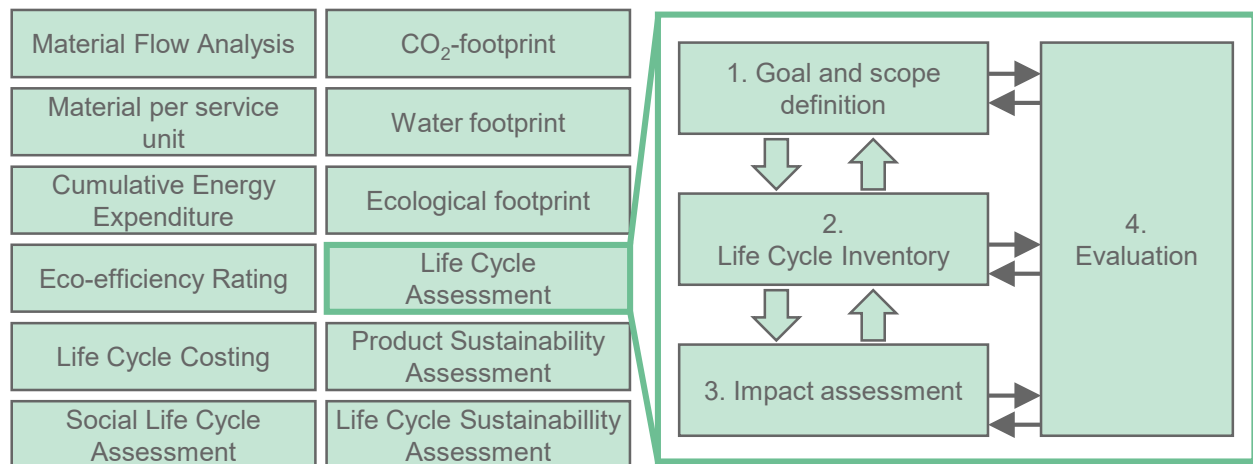 Material Flow Analysis
CO₂-footprint
Material per service
unit
Water footprint
Cumulative Energy
Expenditure
Ecological footprint
Eco-efficiency Rating
Life Cycle
Assessment
Life Cycle Costing
Product Sustainability
Assessment
Social Life Cycle
Assessment
Life Cycle Sustainabillity
Assessment
1. Goal and scope
definition
2.
Life Cycle Inventory
3. Impact assessment
4.
Evaluation